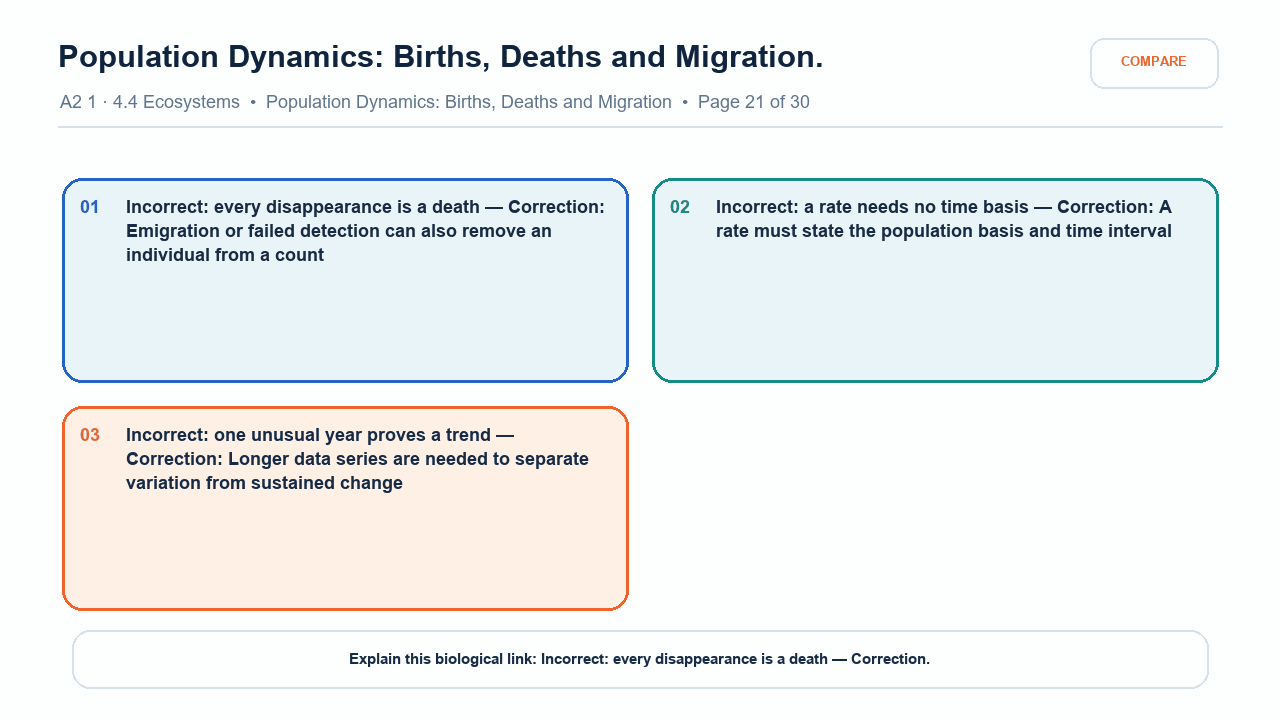 Population Dynamics: Births, Deaths and Migration.
COMPARE
A2 1 · 4.4 Ecosystems • Population Dynamics: Births, Deaths and Migration • Page 21 of 30
01
Incorrect: every disappearance is a death — Correction:
Emigration or failed detection can also remove an
individual from a count
02
Incorrect: a rate needs no time basis — Correction: A
rate must state the population basis and time interval
03
Incorrect: one unusual year proves a trend —
Correction: Longer data series are needed to separate
variation from sustained change
Explain this biological link: Incorrect: every disappearance is a death — Correction.